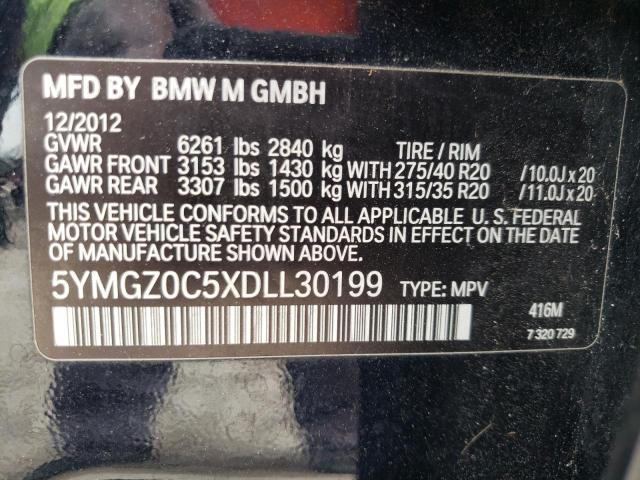 MFD BY BMW M GMBH
12/2012
GVWR 6261 lbs 2840 kg TIRE / RIM
GAWR FRONT 3153 lbs 1430 kg WITH 275/40 R20 /10.0J x 20
GAWR REAR 3307 lbs 1500 kg WITH 315/35 R20 /11.0J x 20
THIS VEHICLE CONFORMS TO ALL APPLICABLE U. S. FEDERAL
MOTOR VEHICLE SAFETY STANDARDS IN EFFECT ON THE DATE
OF MANUFACTURE SHOWN ABOVE.
5YMGZ0C5XDLL30199 TYPE: MPV
416M
7 320 729